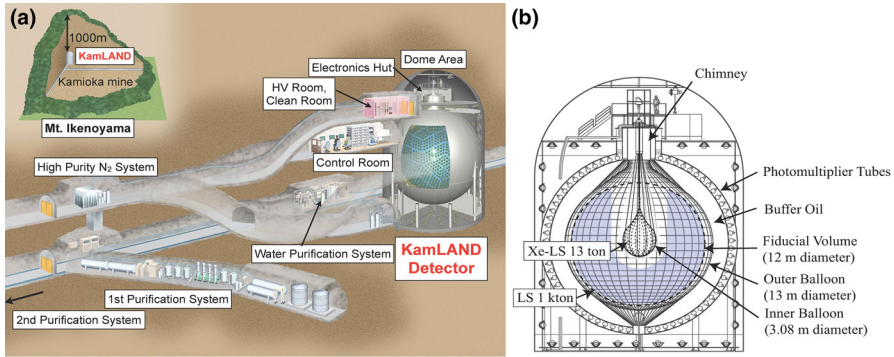 (a)
1000m
KamLAND
Kamioka mine
Mt. Ikenoyama
Dome Area
Electronics Hut
HV Room,
Clean Room
Control Room
High Purity N₂ System
Water Purification System
KamLAND
Detector
1st Purification System
2nd Purification System
(b)
Chimney
Photomultiplier Tubes
Buffer Oil
Fiducial Volume
(12 m diameter)
Outer Balloon
(13 m diameter)
Inner Balloon
(3.08 m diameter)
Xe-LS 13 ton
LS 1 kton